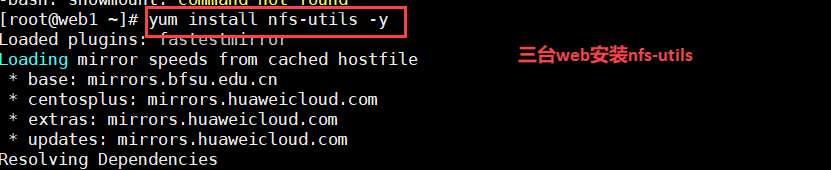 -bash: showmount: command not found
[root@web1 ~]# yum install nfs-utils -y
Loaded plugins: fastestmirror
Loading mirror speeds from cached hostfile
三台web安装nfs-utils
* base: mirrors.bfsu.edu.cn
* centosplus: mirrors.huaweicloud.com
* extras: mirrors.huaweicloud.com
* updates: mirrors.huaweicloud.com
Resolving Dependencies